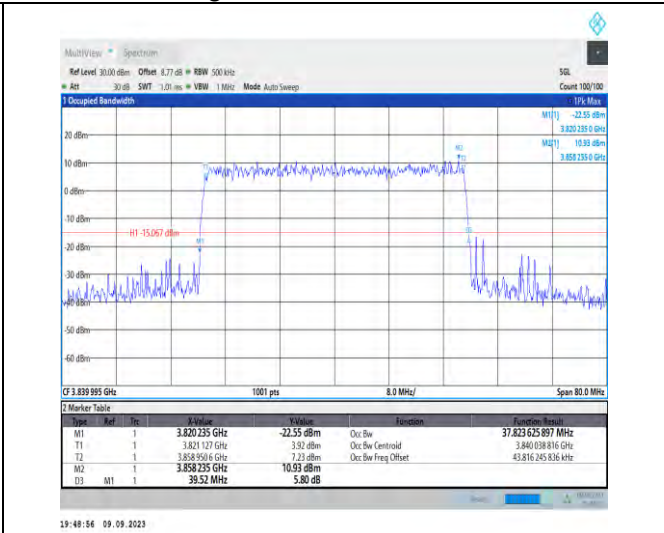 MultiView Spectrum
Ref Level 30.00 dBm Offset 8.77 dB RBW 500 kHz SGL
Att 30 dB SWT 1.01 ms VBW 1 MHz Mode Auto Sweep Count 100/100
1 Occupied Bandwidth 1Pk Max
M1[1] -22.55 dBm
3.820 235 0 GHz
M2[1] 10.93 dBm
3.858 235 0 GHz
20 dBm
M2
T1 T2
10 dBm
0 dBm
-10 dBm
H1 -15.067 dBm
D3
M1
-20 dBm
-30 dBm
-40 dBm
-50 dBm
-60 dBm
CF 3.839 995 GHz 1001 pts 8.0 MHz/ Span 80.0 MHz
2 Marker Table
Type Ref Trc X-Value Y-Value Function Function Result
M1 1 3.820235 GHz -22.55 dBm Occ Bw 37.823 625 897 MHz
T1 1 3.821 127 GHz 3.92 dBm Occ Bw Centroid 3.840 038 816 GHz
T2 1 3.858 950 6 GHz 7.23 dBm Occ Bw Freq Offset 43.816 245 836 kHz
M2 1 3.858235 GHz 10.93 dBm
D3 M1 1 39.52 MHz 5.80 dB
19:48:56 09.09.2023